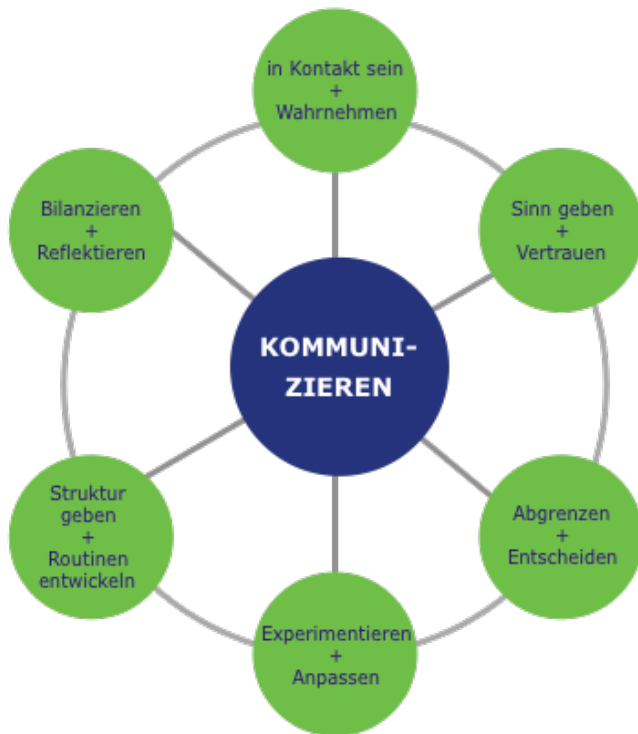 in Kontakt sein
+
Wahrnehmen
Sinn geben
+
Vertrauen
Abgrenzen
+
Entscheiden
Experimentieren
+
Anpassen
Struktur
geben
+
Routinen
entwickeln
Bilanzieren
+
Reflektieren
KOMMUNI-
ZIEREN